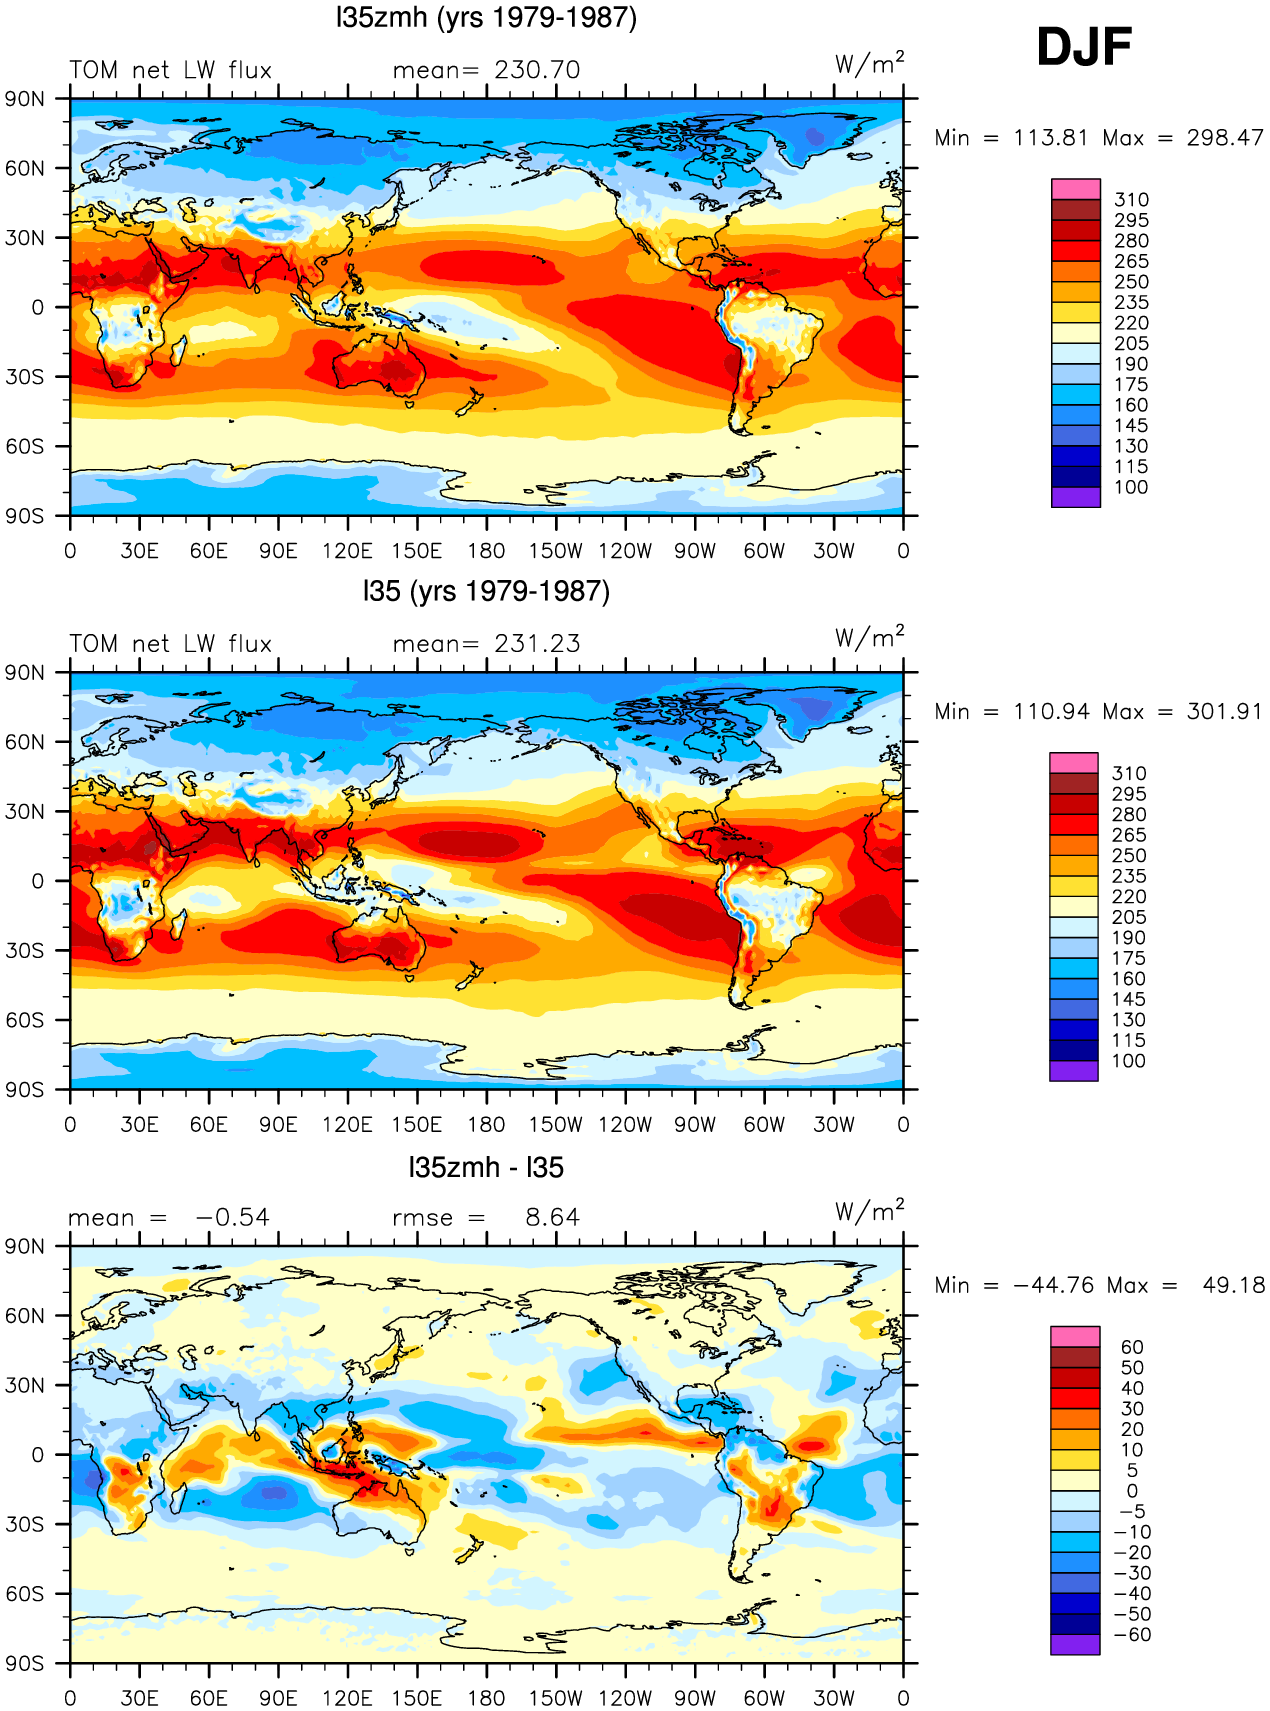 l35zmh (yrs 1979-1987)
DJF
TOM net LW flux mean= 230.70 W/m²
Min = 113.81 Max = 298.47
90N
60N
30N
0
30S
60S
90S
0 30E 60E 90E 120E 150E 180 150W 120W 90W 60W 30W 0
310
295
280
265
250
235
220
205
190
175
160
145
130
115
100
l35 (yrs 1979-1987)
TOM net LW flux mean= 231.23 W/m²
Min = 110.94 Max = 301.91
90N
60N
30N
0
30S
60S
90S
0 30E 60E 90E 120E 150E 180 150W 120W 90W 60W 30W 0
310
295
280
265
250
235
220
205
190
175
160
145
130
115
100
l35zmh - l35
mean = −0.54 rmse = 8.64 W/m²
Min = −44.76 Max = 49.18
90N
60N
30N
0
30S
60S
90S
0 30E 60E 90E 120E 150E 180 150W 120W 90W 60W 30W 0
60
50
40
30
20
10
5
0
−5
−10
−20
−30
−40
−50
−60